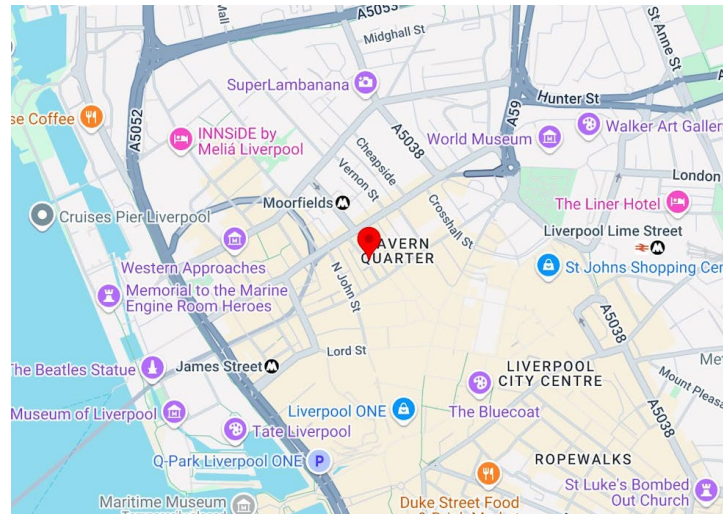 A5053
Midghall St
St Anne St
SuperLambanana
se Coffee
A5052
INNSiDE by
Meliá Liverpool
A5038
A59
Hunter St
World Museum
Walker Art Galler
Cheapside
Vernon St
London
Moorfields
Crosshall St
The Liner Hotel
Cruises Pier Liverpool
Liverpool Lime Street
AVERN
QUARTER
Western Approaches
N John St
St Johns Shopping Cen
Memorial to the Marine
Engine Room Heroes
A5038
Lord St
The Beatles Statue
James Street
LIVERPOOL
CITY CENTRE
Met
Mount Pleas
Museum of Liverpool
Liverpool ONE
The Bluecoat
A5038
Tate Liverpool
Q-Park Liverpool ONE
P
ROPEWALKS
Duke Street Food
St Luke's Bombed
Out Church
Maritime Museum